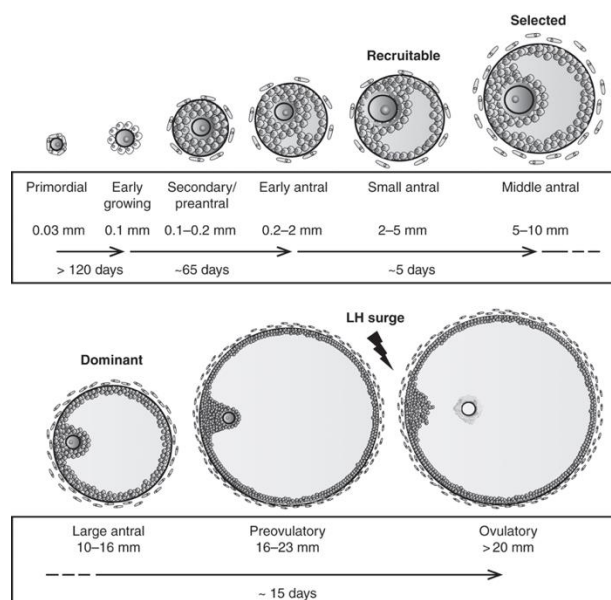 Selected
Recruitable
Primordial Early growing Secondary/ preantral Early antral Small antral Middle antral
0.03 mm 0.1 mm 0.1–0.2 mm 0.2–2 mm 2–5 mm 5–10 mm
> 120 days ~65 days ~5 days
LH surge
Dominant
Large antral Preovulatory Ovulatory
10–16 mm 16–23 mm >20 mm
~ 15 days